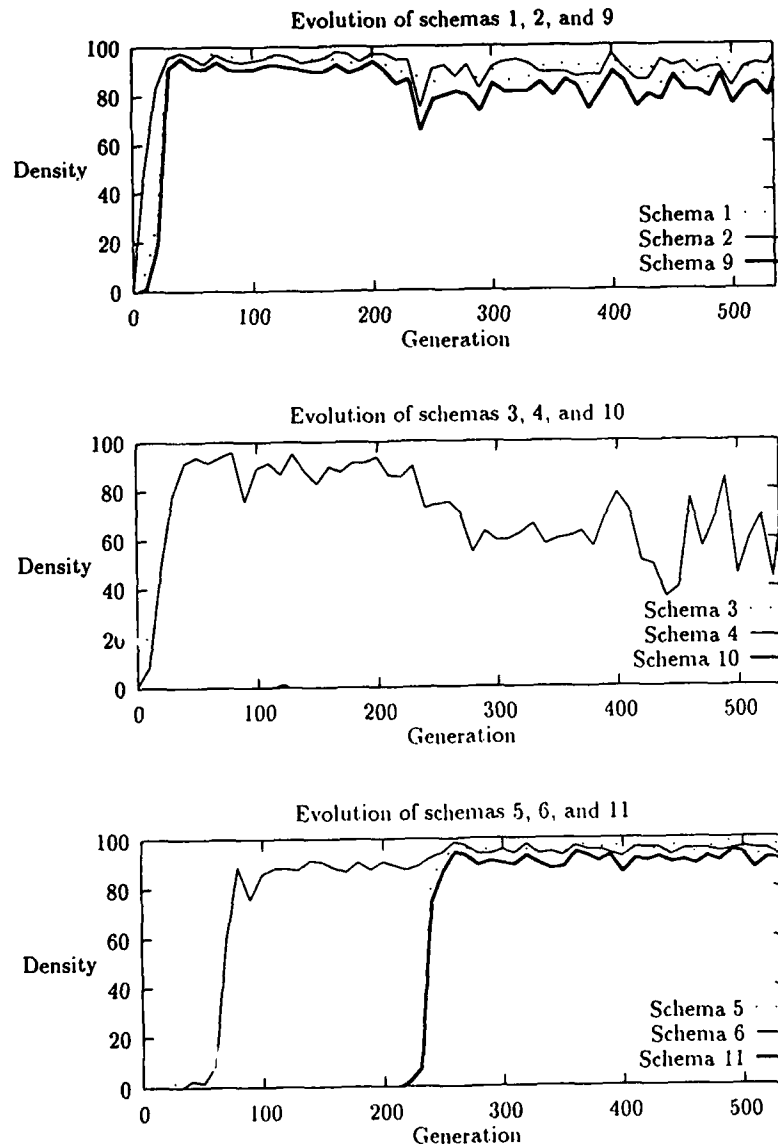 Evolution of schemas 1, 2, and 9
100
80
60
Density
40
20
0
Schema 1
Schema 2
Schema 9
0 100 200 300 400 500
Generation
Evolution of schemas 3, 4, and 10
100
80
60
Density
40
20
0
Schema 3
Schema 4
Schema 10
0 100 200 300 400 500
Generation
Evolution of schemas 5, 6, and 11
100
80
60
Density
40
20
0
Schema 5
Schema 6
Schema 11
0 100 200 300 400 500
Generation